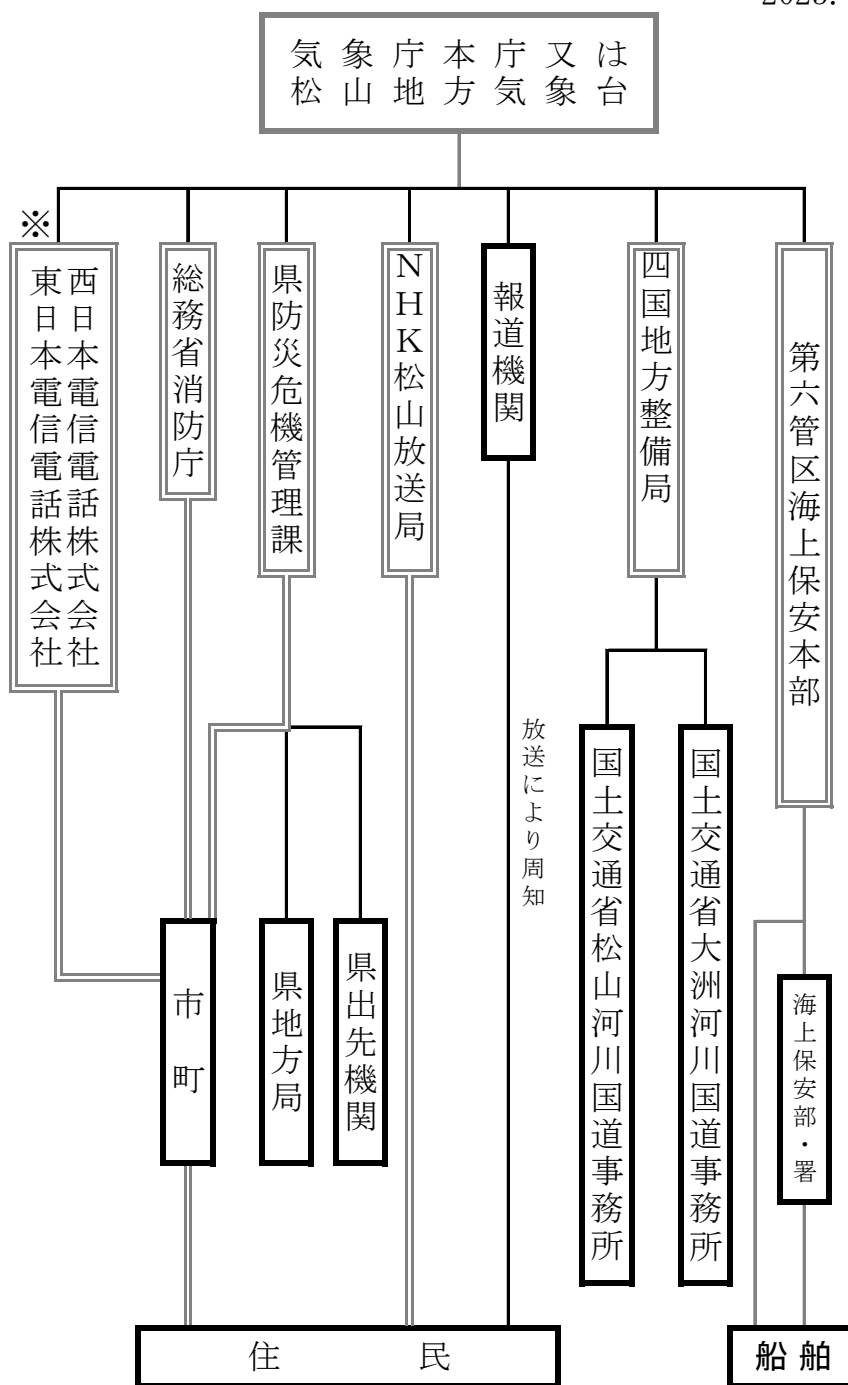 2023.
気象庁本庁又は
松山地方気象台
※
西日本電信電話株式会社
東日本電信電話株式会社
総務省消防庁
県防災危機管理課
NHK松山放送局
報道機関
四国地方整備局
第六管区海上保安本部
放送により周知
国土交通省松山河川国道事務所
国土交通省大洲河川国道事務所
市町
県地方局
県出先機関
海上保安部・署
住民
船舶